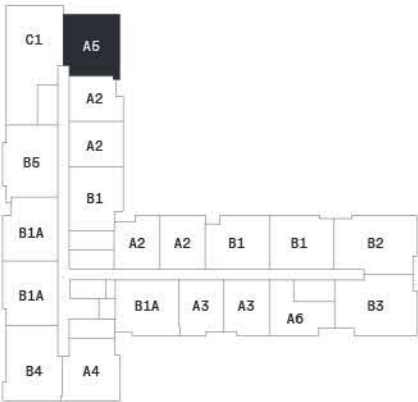 C1
A5
A2
A2
B5
B1
B1A
A2 A2 B1 B1 B2
B1A
B1A A3 A3 A6 B3
B4
A4